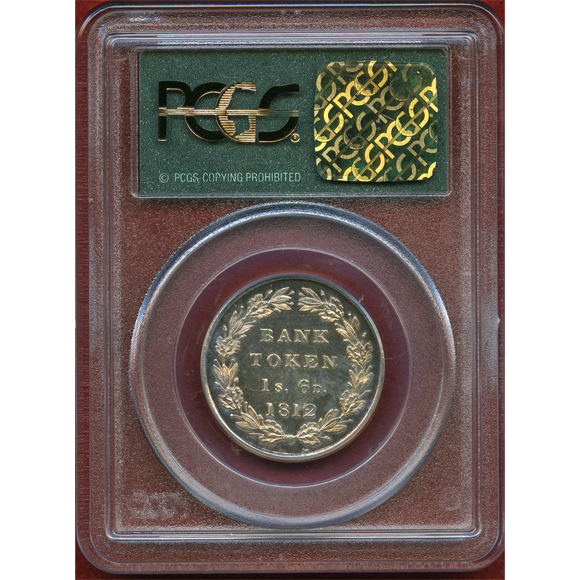 PCGS®
© PCGS-COPYING PROHIBITED
BANK
TOKEN
1s. 6D.
1812